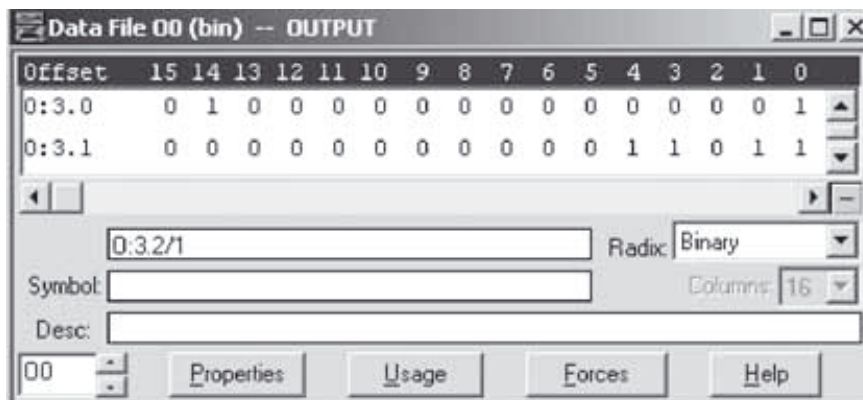 Data File O0 (bin) -- OUTPUT
Offset 15 14 13 12 11 10 9 8 7 6 5 4 3 2 1 0
O:3.0 0 1 0 0 0 0 0 0 0 0 0 0 0 0 0 1
O:3.1 0 0 0 0 0 0 0 0 0 0 0 1 1 0 1 1
O:3.2/1 Radix: Binary
Symbol: Columns: 16
Desc:
O0 Properties Usage Forces Help